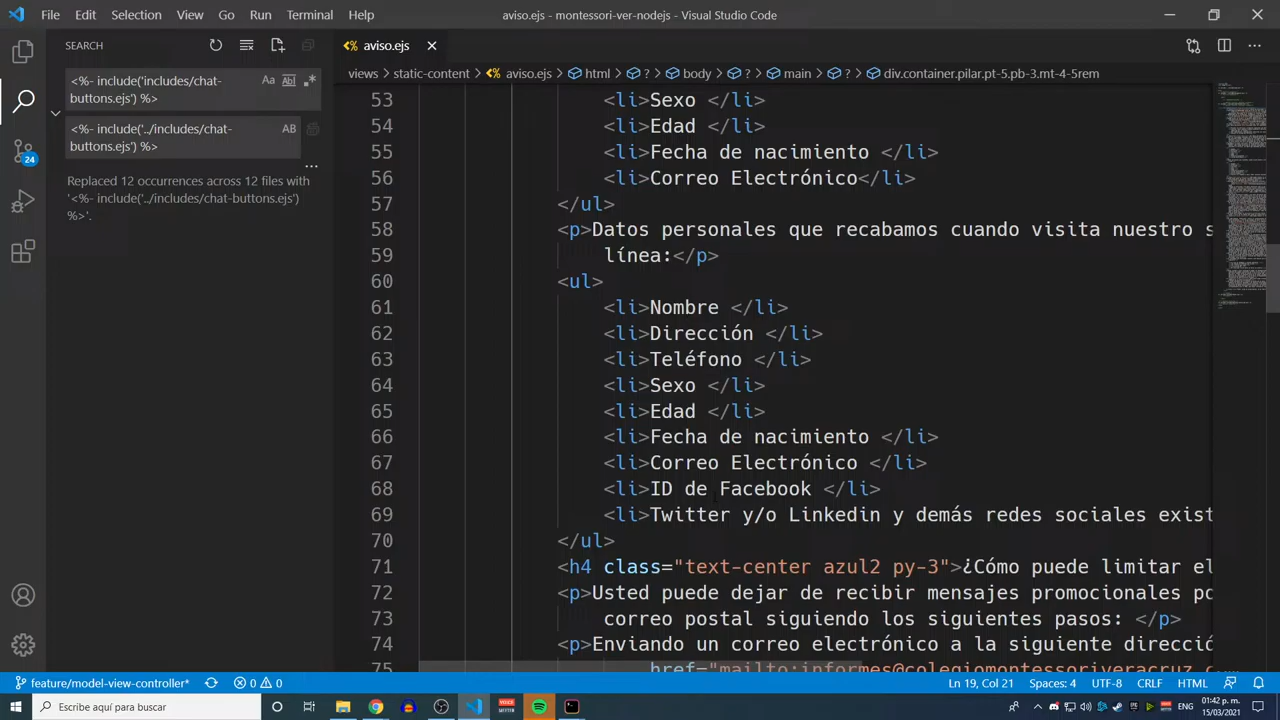 File Edit Selection View Go Run Terminal Help
aviso.ejs - montessori-ver-nodejs - Visual Studio Code
SEARCH
<%- include('includes/chat-
buttons.ejs') %>
<%- include('../includes/chat-
buttons.ejs') %>
Replaced 12 occurrences across 12 files with
'<%- include('../includes/chat-buttons.ejs')
%>'.
24
aviso.ejs
views > static-content > aviso.ejs > html > ? > body > ? > main > ? > div.container.pilar.pt-5.pb-3.mt-4-5rem
53 <li>Sexo </li>
54 <li>Edad </li>
55 <li>Fecha de nacimiento </li>
56 <li>Correo Electrónico</li>
57 </ul>
58 <p>Datos personales que recabamos cuando visita nuestro s
59 línea:</p>
60 <ul>
61 <li>Nombre </li>
62 <li>Dirección </li>
63 <li>Teléfono </li>
64 <li>Sexo </li>
65 <li>Edad </li>
66 <li>Fecha de nacimiento </li>
67 <li>Correo Electrónico </li>
68 <li>ID de Facebook </li>
69 <li>Twitter y/o Linkedin y demás redes sociales exist
70 </ul>
71 <h4 class="text-center azul2 py-3">¿Cómo puede limitar el
72 <p>Usted puede dejar de recibir mensajes promocionales po
73 correo postal siguiendo los siguientes pasos: </p>
74 <p>Enviando un correo electrónico a la siguiente direcció
75 href="mailto:informes@colegiomontessoriveracruz.c
feature/model-view-controller* 0 0 Ln 19, Col 21 Spaces: 4 UTF-8 CRLF HTML
Escribe aquí para buscar
ENG
01:42 p. m.
15/03/2021